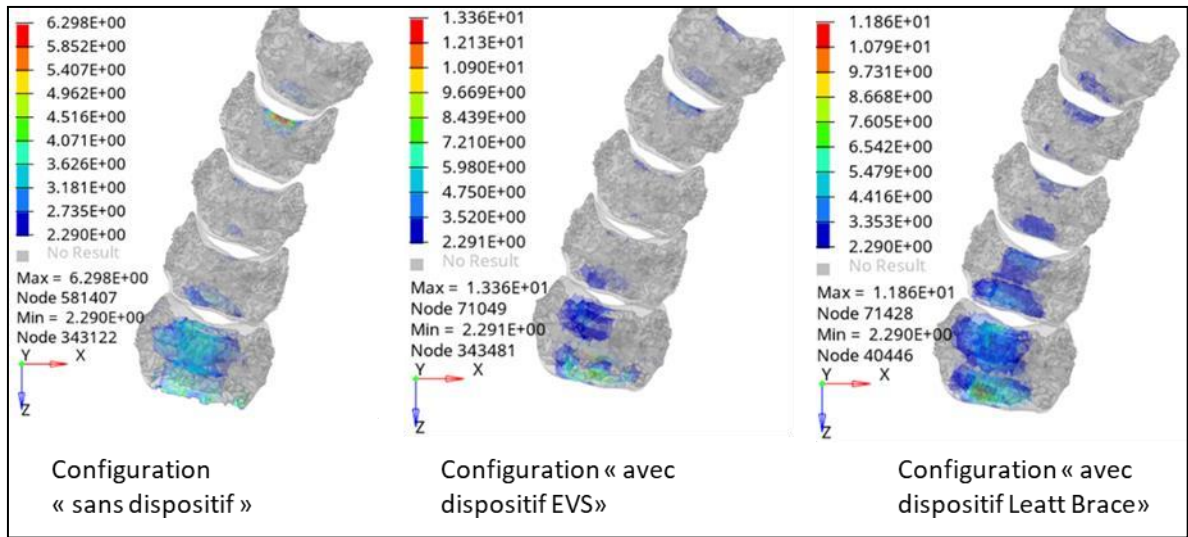 6.298E+00
5.852E+00
5.407E+00
4.962E+00
4.516E+00
4.071E+00
3.626E+00
3.181E+00
2.735E+00
2.290E+00
No Result
Max = 6.298E+00
Node 581407
Min = 2.290E+00
Node 343122
Y
X
Z
Configuration
« sans dispositif »
1.336E+01
1.213E+01
1.090E+01
9.669E+00
8.439E+00
7.210E+00
5.980E+00
4.750E+00
3.520E+00
2.291E+00
No Result
Max = 1.336E+01
Node 71049
Min = 2.291E+00
Node 343481
Y
X
Z
Configuration « avec
dispositif EVS»
1.186E+01
1.079E+01
9.731E+00
8.668E+00
7.605E+00
6.542E+00
5.479E+00
4.416E+00
3.353E+00
2.290E+00
No Result
Max = 1.186E+01
Node 71428
Min = 2.290E+00
Node 40446
Y
X
Z
Configuration « avec
dispositif Leatt Brace»